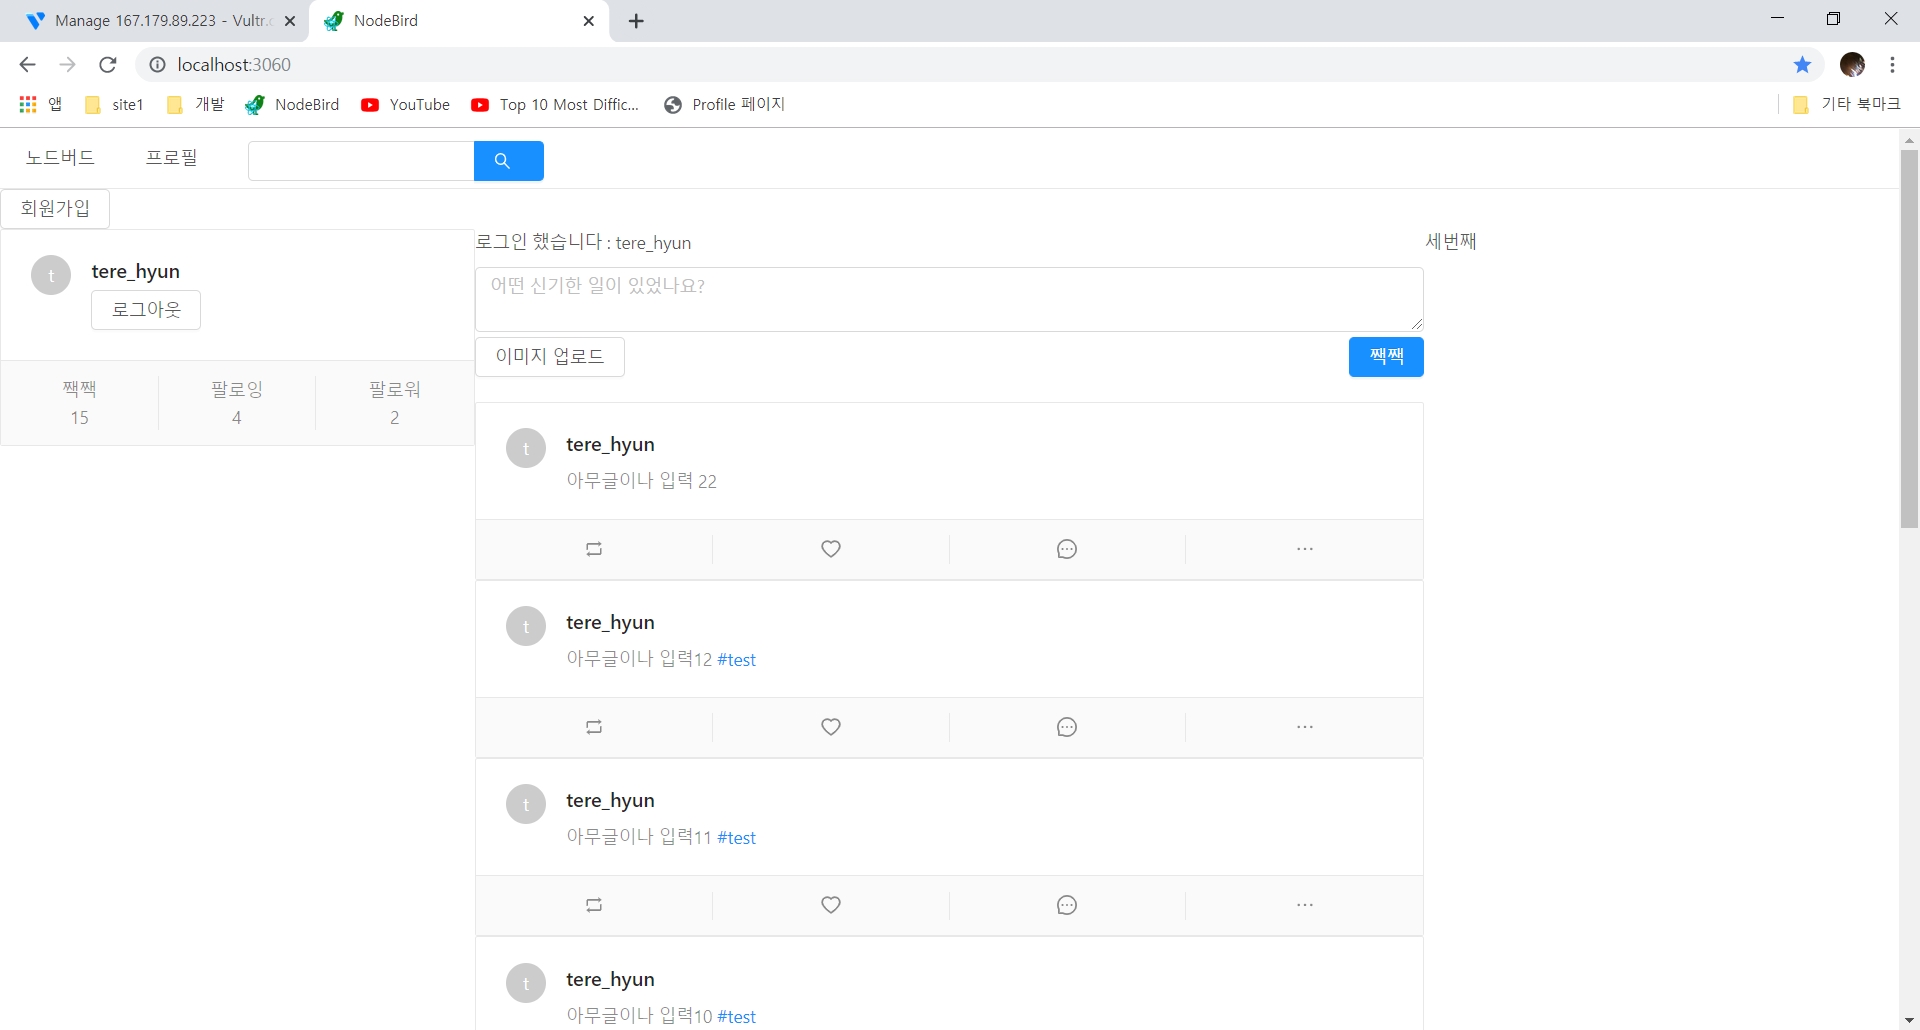 Manage 167.179.89.223 - Vultr.c
NodeBird
localhost:3060
앱 site1 개발 NodeBird YouTube Top 10 Most Diffic... Profile 페이지 기타 북마크
노드버드 프로필
회원가입
t tere_hyun
로그아웃
짹짹 팔로잉 팔로워
15 4 2
로그인 했습니다 : tere_hyun
어떤 신기한 일이 있었나요?
이미지 업로드 짹짹
t tere_hyun
아무글이나 입력 22
t tere_hyun
아무글이나 입력12 #test
t tere_hyun
아무글이나 입력11 #test
t tere_hyun
아무글이나 입력10 #test
세번째